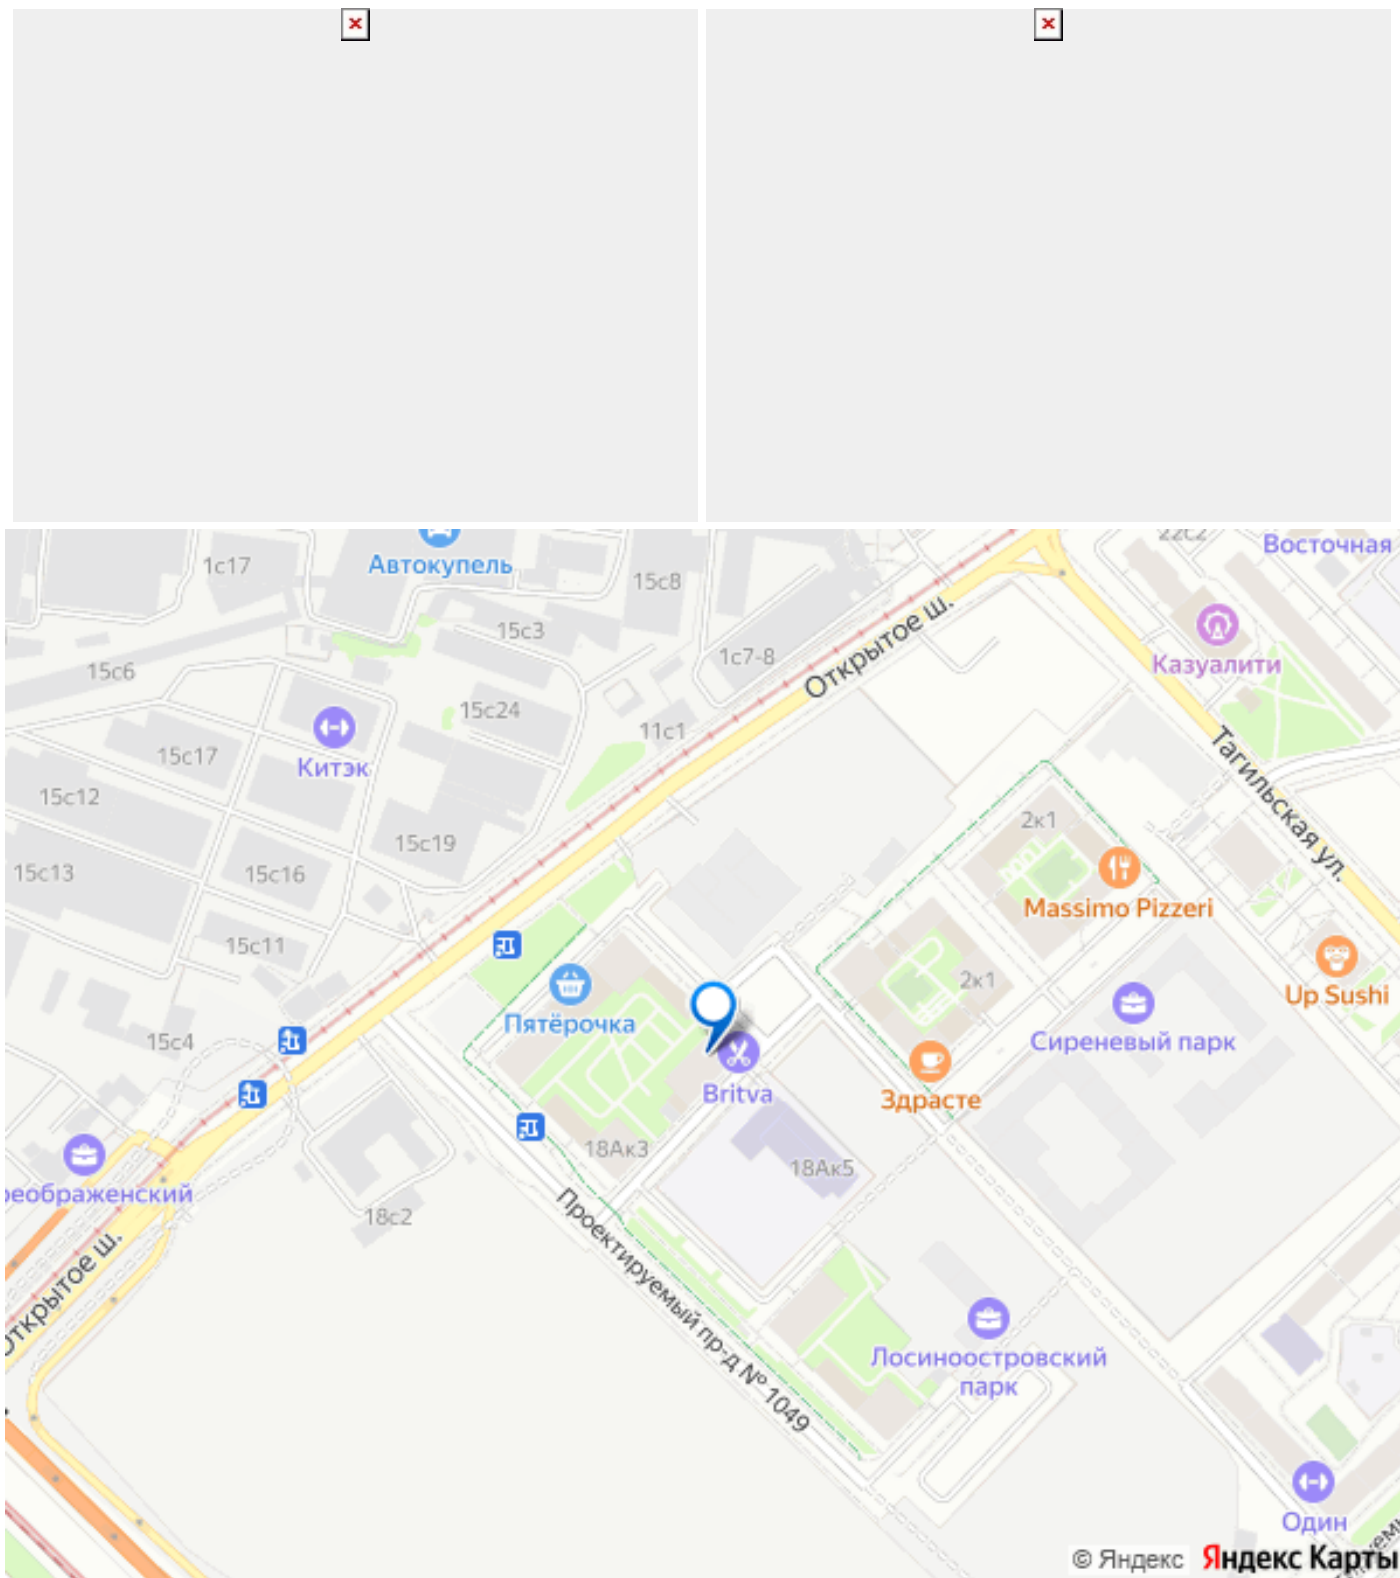 22с2
Восточная
1с17
Автокупель
15с8
15с3
Открытое ш.
1с7-8
Казуалити
15с6
15с24
11с1
15с17
Китэк
Тагильская ул.
15с12
2к1
15с19
15с13
15с16
Massimo Pizzeri
15с11
2к1
Up Sushi
Пятёрочка
15с4
Сиреневый парк
Britva
Здрасте
18Ак3
18Ак5
реображенский
18с2
Открытое ш.
Проектируемый пр-д № 1049
Лосиноостровский
парк
Один
© Яндекс
Яндекс Карты